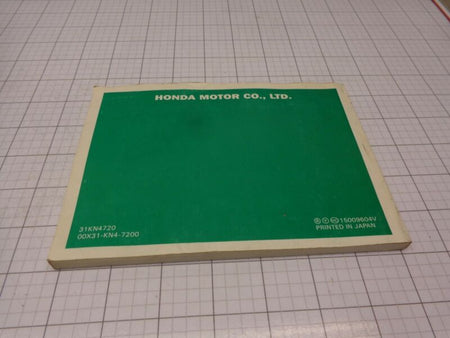 HONDA MOTOR CO., LTD.
31KN4720
00X31-KN4-7200
15009604V
PRINTED IN JAPAN